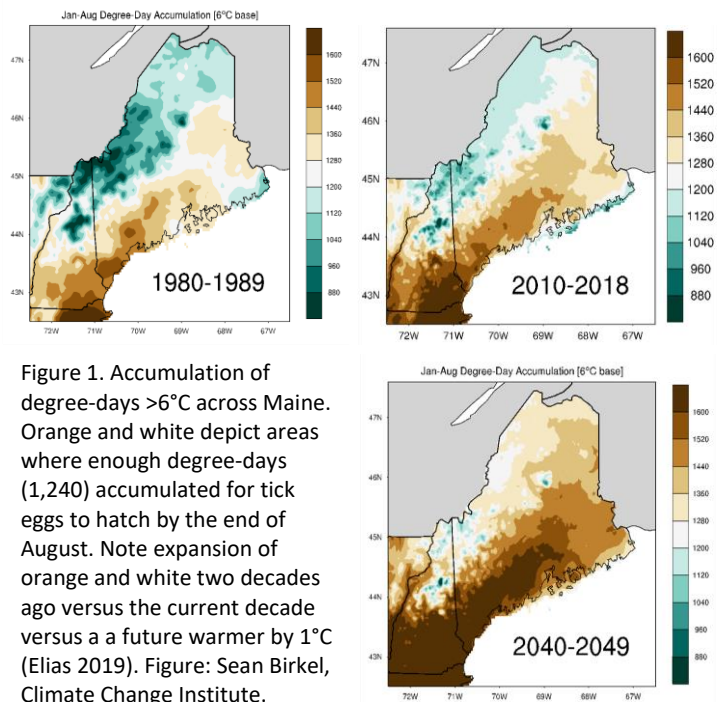 Jan-Aug Degree-Day Accumulation [6°C base]
47N
46N
45N
44N
43N
72W 71W 70W 69W 68W 67W
1600
1520
1440
1360
1280
1200
1120
1040
960
880
1980-1989
47N
46N
45N
44N
43N
72W 71W 70W 69W 68W 67W
1600
1520
1440
1360
1280
1200
1120
1040
960
880
2010-2018
Figure 1. Accumulation of
degree-days >6°C across Maine.
Orange and white depict areas
where enough degree-days
(1,240) accumulated for tick
eggs to hatch by the end of
August. Note expansion of
orange and white two decades
ago versus the current decade
versus a a future warmer by 1°C
(Elias 2019). Figure: Sean Birkel,
Climate Change Institute.
Jan-Aug Degree-Day Accumulation [6°C base]
47N
46N
45N
44N
43N
72W 71W 70W 69W 68W 67W
1600
1520
1440
1360
1280
1200
1120
1040
960
880
2040-2049